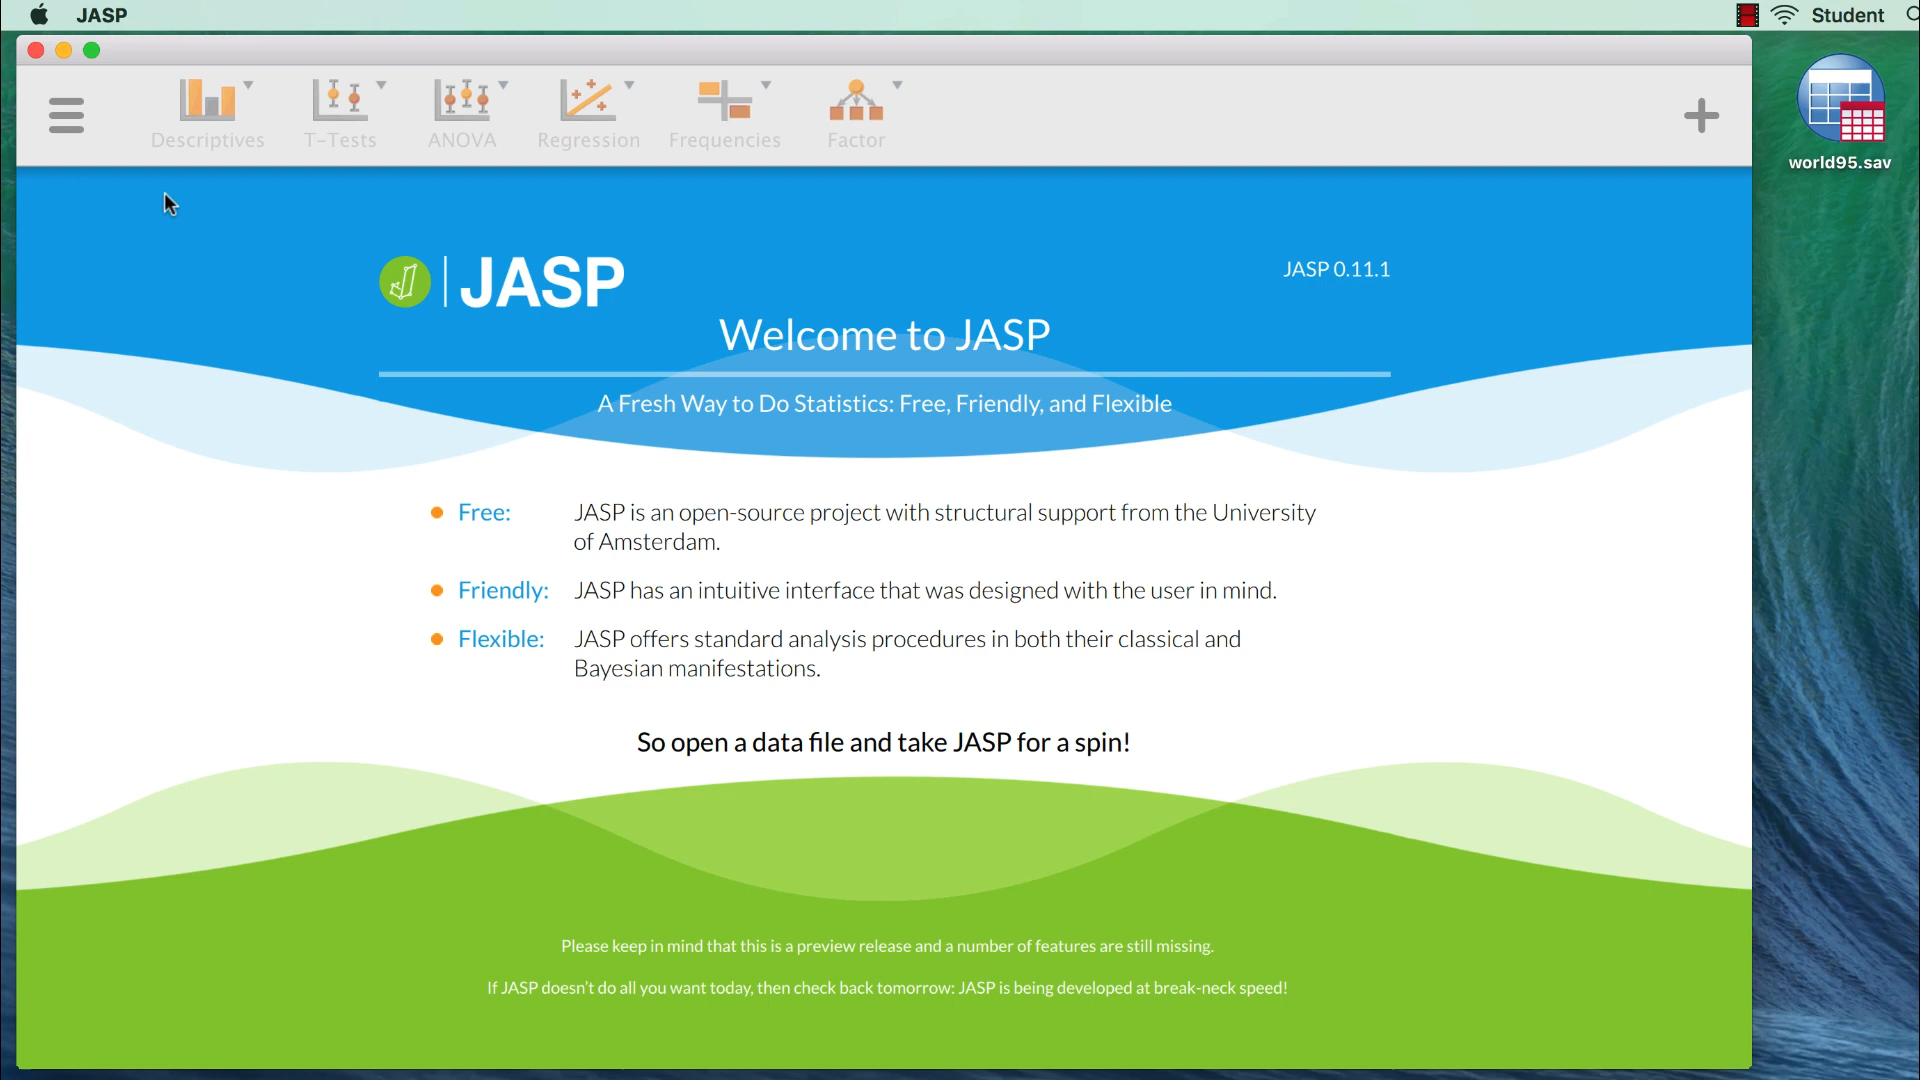 JASP
Student
Descriptives
T-Tests
ANOVA
Regression
Frequencies
Factor
world95.sav
JASP
JASP 0.11.1
Welcome to JASP
A Fresh Way to Do Statistics: Free, Friendly, and Flexible
Free: JASP is an open-source project with structural support from the University
of Amsterdam.
Friendly: JASP has an intuitive interface that was designed with the user in mind.
Flexible: JASP offers standard analysis procedures in both their classical and
Bayesian manifestations.
So open a data file and take JASP for a spin!
Please keep in mind that this is a preview release and a number of features are still missing.
If JASP doesn't do all you want today, then check back tomorrow: JASP is being developed at break-neck speed!